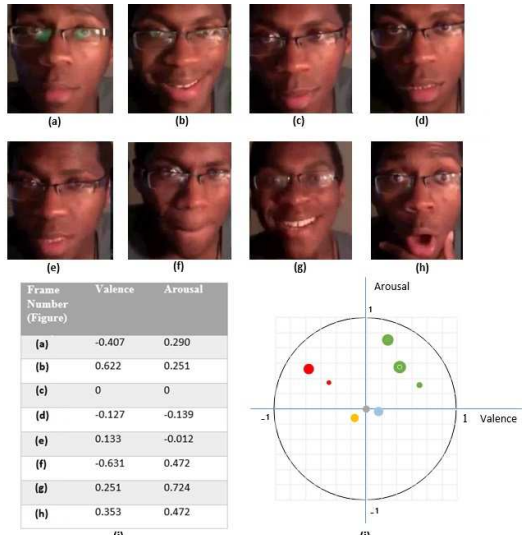 (a) (b) (c) (d)
(e) (f) (g) (h)
Frame Number (Figure) Valence Arousal
(a) -0.407 0.290
(b) 0.622 0.251
(c) 0 0
(d) -0.127 -0.139
(e) 0.133 -0.012
(f) -0.631 0.472
(g) 0.251 0.724
(h) 0.353 0.472
Arousal
1
-1 1
Valence
-1